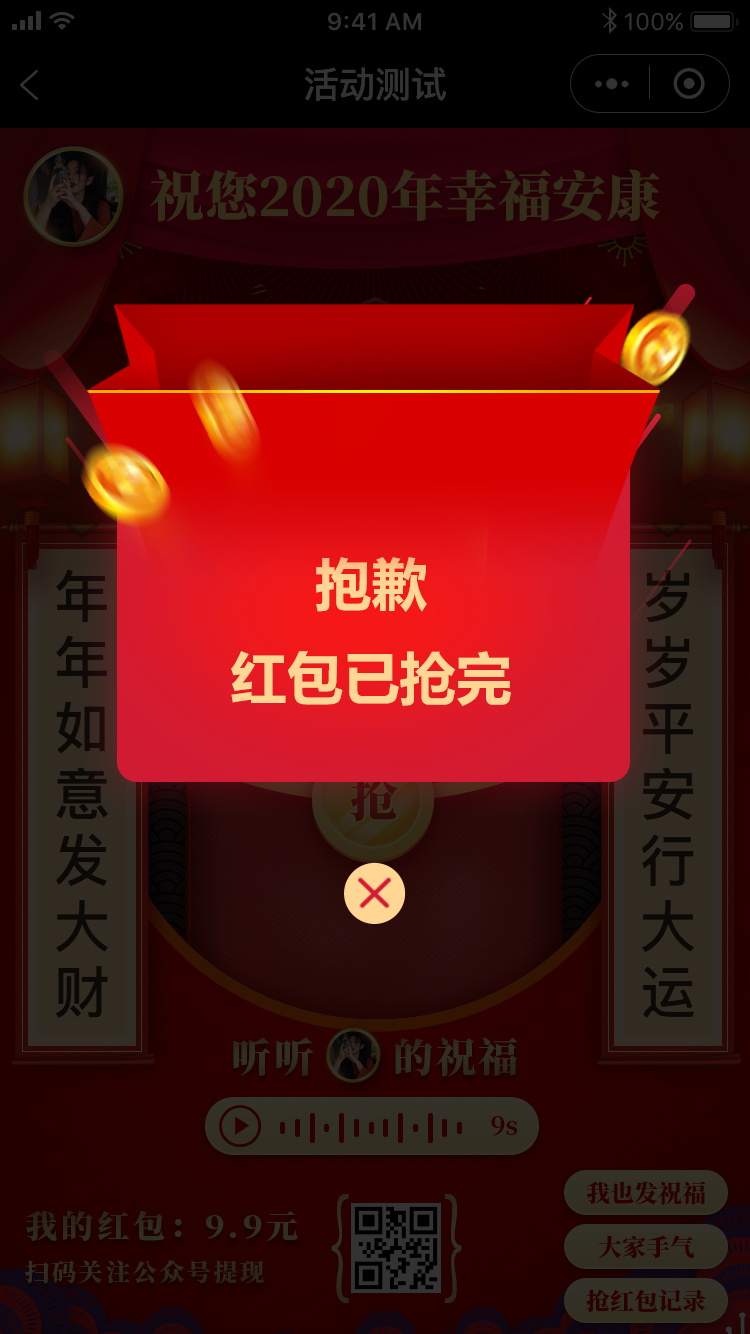 9:41 AM
100%
活动测试
祝您2020年幸福安康
年年如意发大财
岁岁平安行大运
抱歉
红包已抢完
抢
听听
的祝福
9s
我的红包：9.9元
扫码关注公众号提现
我也发祝福
大家手气
抢红包记录